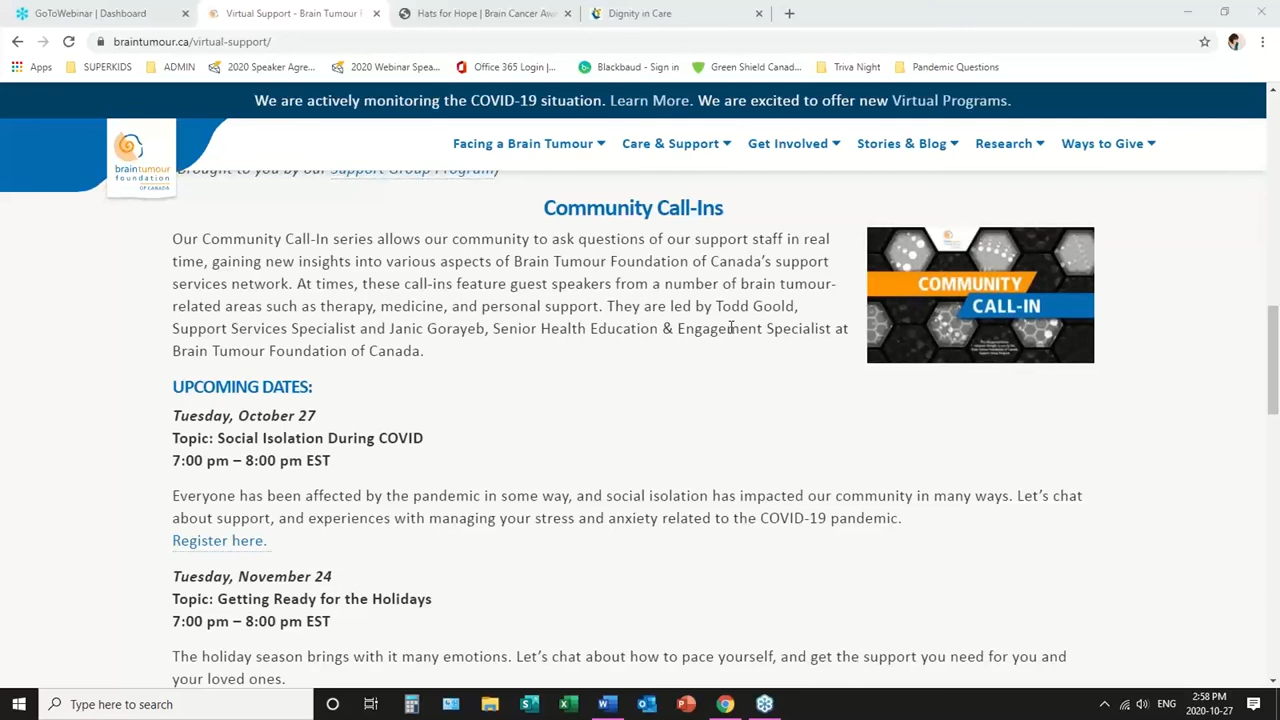 GoToWebinar | Dashboard
Virtual Support - Brain Tumour F
Hats for Hope | Brain Cancer Awa
Dignity in Care
braintumour.ca/virtual-support/
Apps SUPERKIDS ADMIN 2020 Speaker Agre... 2020 Webinar Spea... Office 365 Login |... Blackbaud - Sign in Green Shield Canad... Triva Night Pandemic Questions
We are actively monitoring the COVID-19 situation. Learn More. We are excited to offer new Virtual Programs.
braintumour
foundation
OF CANADA
Facing a Brain Tumour Care & Support Get Involved Stories & Blog Research Ways to Give
Brought to you by our Support Group Program)
Community Call-Ins
Our Community Call-In series allows our community to ask questions of our support staff in real
time, gaining new insights into various aspects of Brain Tumour Foundation of Canada's support
services network. At times, these call-ins feature guest speakers from a number of brain tumour-
related areas such as therapy, medicine, and personal support. They are led by Todd Goold,
Support Services Specialist and Janic Gorayeb, Senior Health Education & Engagement Specialist at
Brain Tumour Foundation of Canada.
COMMUNITY
CALL-IN
UPCOMING DATES:
Tuesday, October 27
Topic: Social Isolation During COVID
7:00 pm – 8:00 pm EST
Everyone has been affected by the pandemic in some way, and social isolation has impacted our community in many ways. Let's chat
about support, and experiences with managing your stress and anxiety related to the COVID-19 pandemic.
Register here.
Tuesday, November 24
Topic: Getting Ready for the Holidays
7:00 pm – 8:00 pm EST
The holiday season brings with it many emotions. Let's chat about how to pace yourself, and get the support you need for you and
your loved ones.
Type here to search
ENG
2:58 PM
2020-10-27